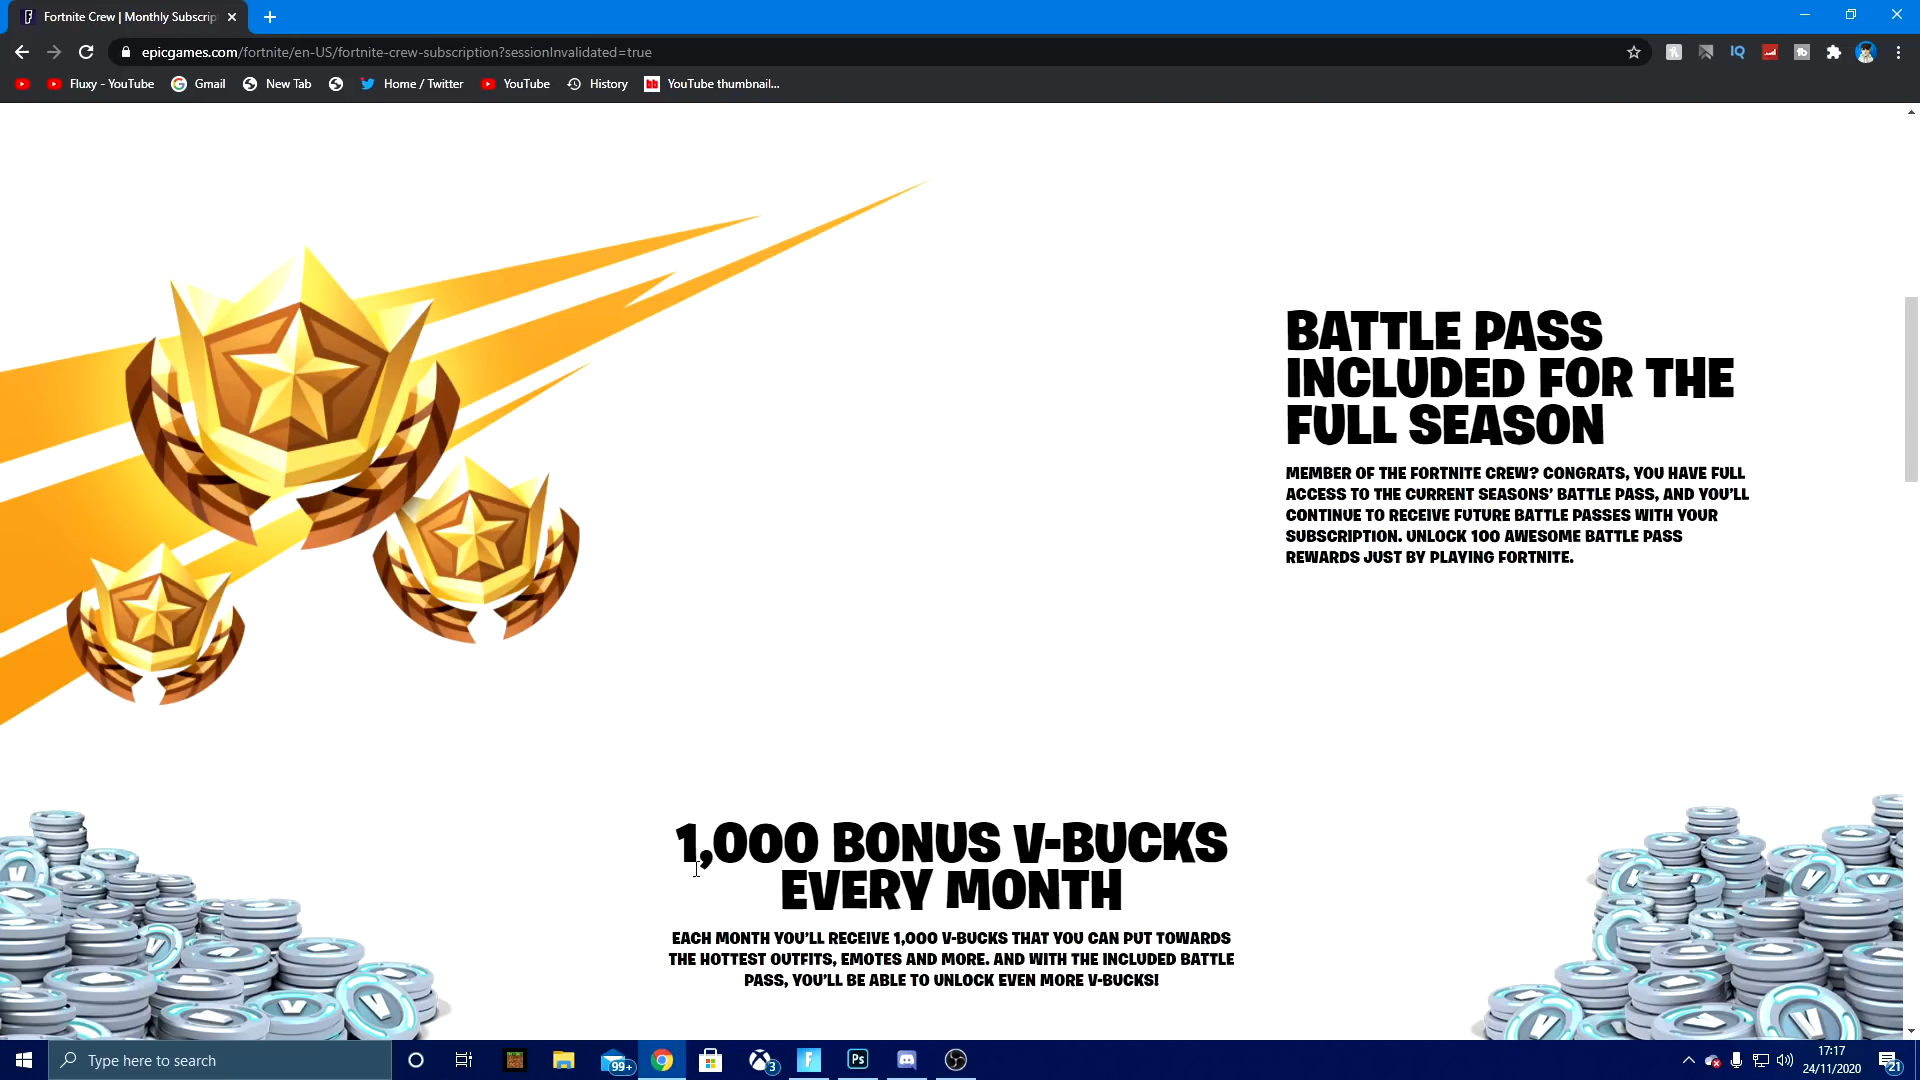 Fortnite Crew | Monthly Subscrip
epicgames.com/fortnite/en-US/fortnite-crew-subscription?sessionInvalidated=true
Fluxy - YouTube
Gmail
New Tab
Home / Twitter
YouTube
History
YouTube thumbnail...
BATTLE PASS
INCLUDED FOR THE
FULL SEASON
MEMBER OF THE FORTNITE CREW? CONGRATS, YOU HAVE FULL
ACCESS TO THE CURRENT SEASONS' BATTLE PASS, AND YOU'LL
CONTINUE TO RECEIVE FUTURE BATTLE PASSES WITH YOUR
SUBSCRIPTION. UNLOCK 100 AWESOME BATTLE PASS
REWARDS JUST BY PLAYING FORTNITE.
1,000 BONUS V-BUCKS
EVERY MONTH
EACH MONTH YOU'LL RECEIVE 1,000 V-BUCKS THAT YOU CAN PUT TOWARDS
THE HOTTEST OUTFITS, EMOTES AND MORE. AND WITH THE INCLUDED BATTLE
PASS, YOU'LL BE ABLE TO UNLOCK EVEN MORE V-BUCKS!
Type here to search
99+
3
Ps
17:17
24/11/2020
21